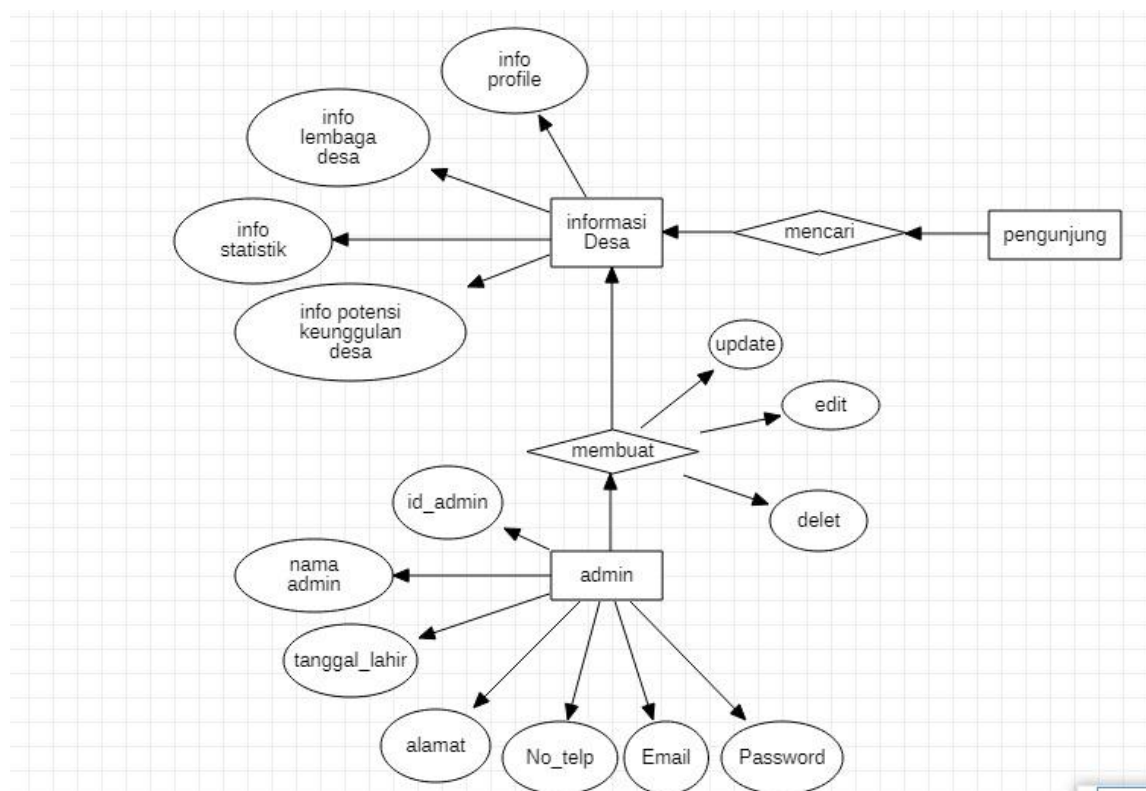 info
profile
info
lembaga
desa
info
statistik
info potensi
keunggulan
desa
informasi
Desa
mencari
pengunjung
update
edit
membuat
delet
id_admin
nama
admin
admin
tanggal_lahir
alamat
No_telp
Email
Password